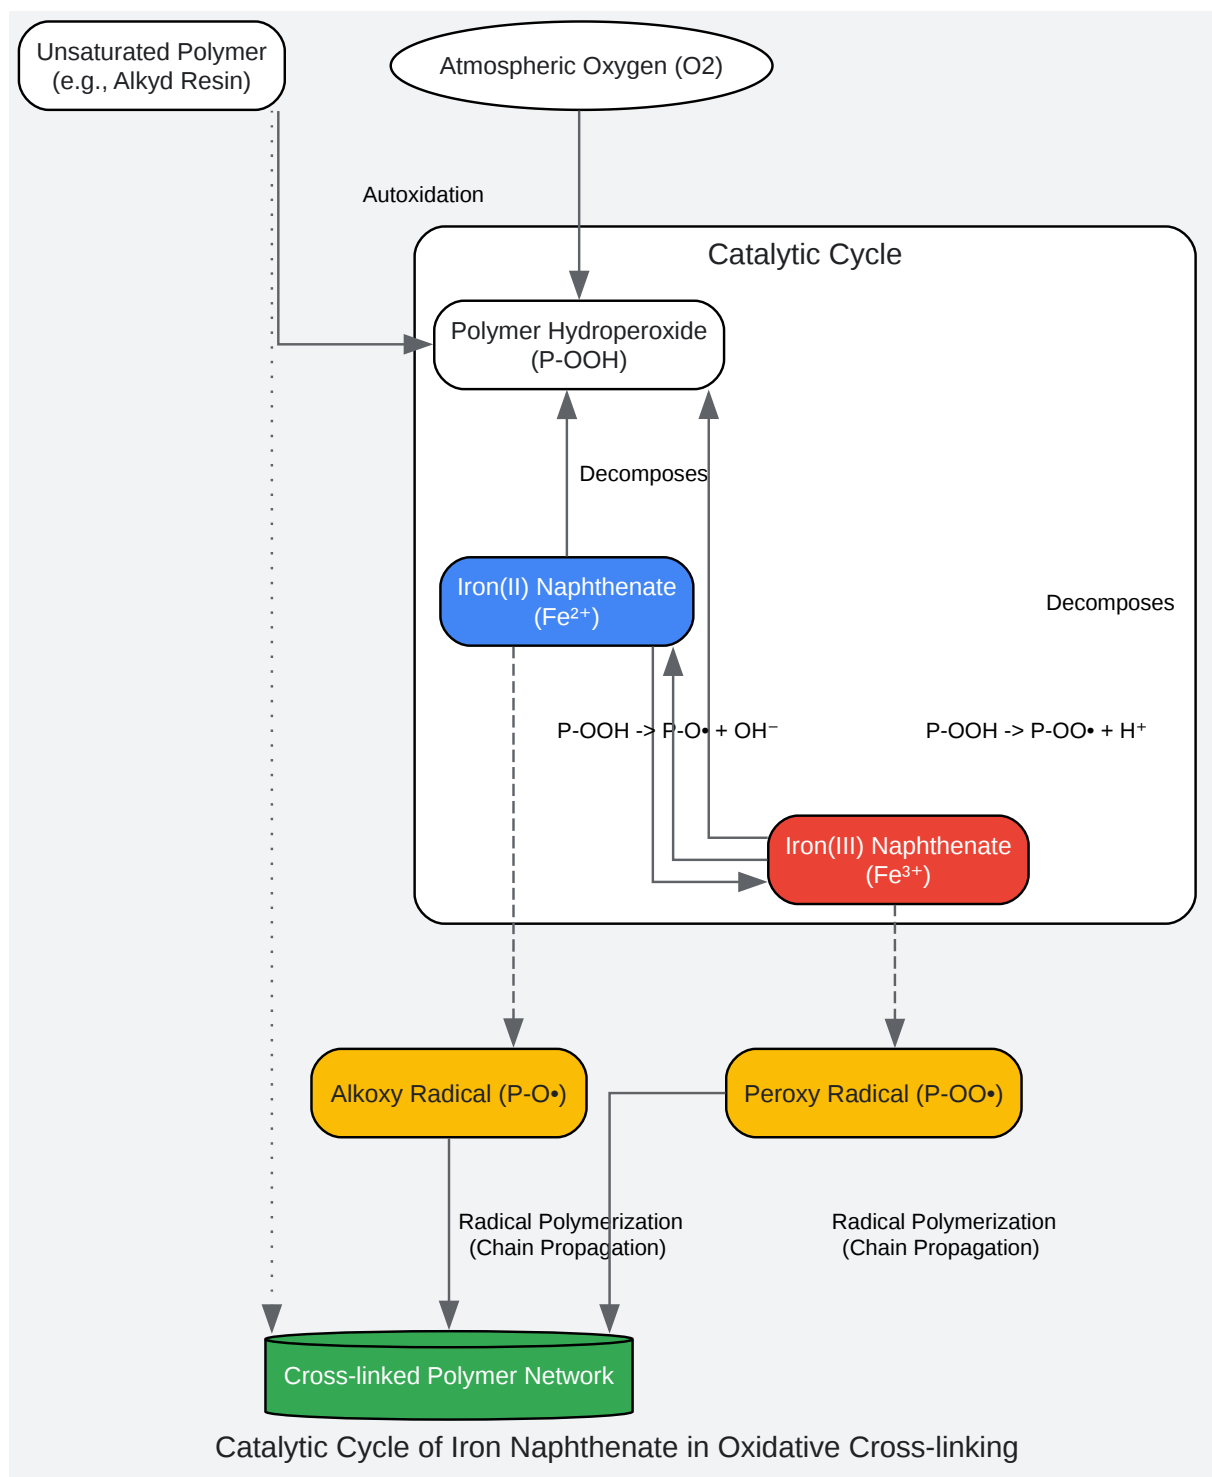 Unsaturated Polymer
(e.g., Alkyd Resin)
Atmospheric Oxygen (O2)
Autoxidation
Catalytic Cycle
Polymer Hydroperoxide
(P-OOH)
Decomposes
Iron(II) Naphthenate
(Fe²⁺)
Decomposes
P-OOH -> P-O• + OH⁻
P-OOH -> P-OO• + H⁺
Iron(III) Naphthenate
(Fe³⁺)
Alkoxy Radical (P-O•)
Peroxy Radical (P-OO•)
Radical Polymerization
(Chain Propagation)
Radical Polymerization
(Chain Propagation)
Cross-linked Polymer Network
Catalytic Cycle of Iron Naphthenate in Oxidative Cross-linking